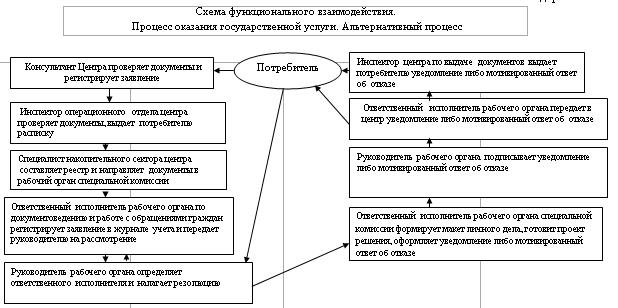 Схема функционального взаимодействия.
Процесс оказания государственной услуги. Альтернативный процесс
Консультант Центра проверяет документы и
регистрирует заявление
Инспектор операционного отдела центра
проверяет документы, выдает потребителю
расписку
Специалист накопительного сектора центра
составляет реестр и направляет документы в
рабочий орган специальной комиссии
Ответственный исполнитель рабочего органа по
документоведению и работе с обращениями граждан
регистрирует заявление в журнале учета и передает
руководителю на рассмотрение
Руководитель рабочего органа определяет
ответственного исполнителя и налагает резолюцию
Потребитель
Инспектор центра по выдаче документов выдает
потребителю уведомление либо мотивированный ответ
об отказе
Ответственный исполнитель рабочего органа передает в
центр уведомление либо мотивированный ответ об отказе
Руководитель рабочего органа подписывает уведомление
либо мотивированный ответ об отказе
Ответственный исполнитель рабочего органа специальной
комиссии формирует макет личного дела, готовит проект
решения, оформляет уведомление либо мотивированный
ответ об отказе